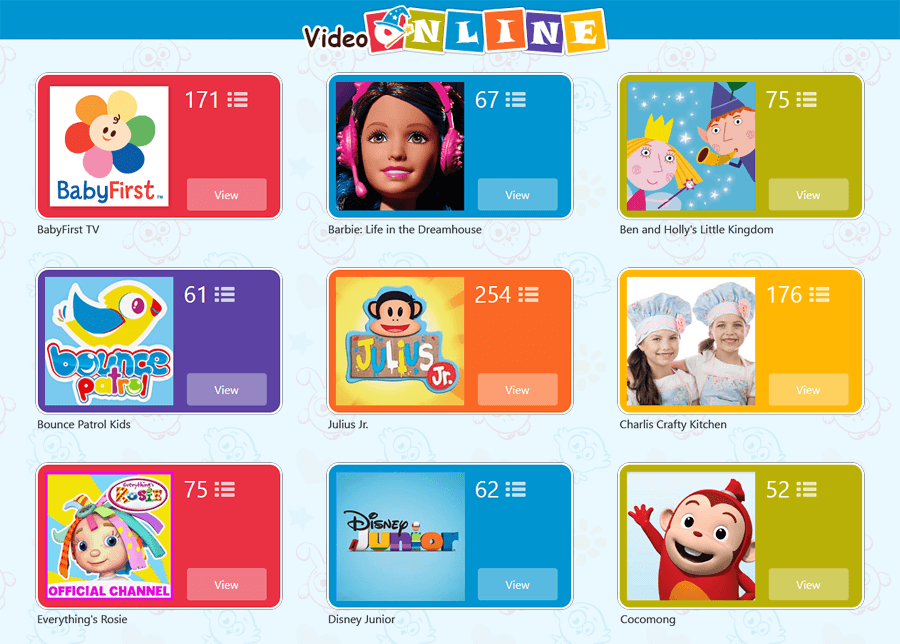 Video ONLINE
171
BabyFirst™
View
BabyFirst TV
67
View
Barbie: Life in the Dreamhouse
75
View
Ben and Holly's Little Kingdom
61
bounce
patrol
View
Bounce Patrol Kids
254
JULIUS
Jr.
View
Julius Jr.
176
View
Charlis Crafty Kitchen
75
Everything's
ROSIE
OFFICIAL CHANNEL
View
Everything's Rosie
62
Disney
Junior
View
Disney Junior
52
View
Cocomong